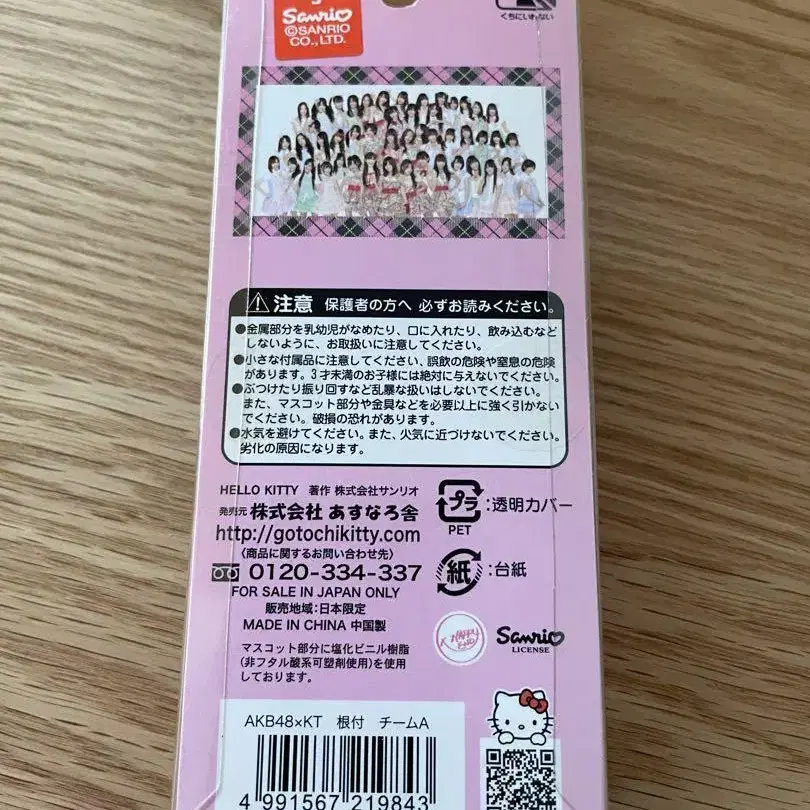 Sanrio
©SANRIO
CO., LTD.
くちにいれない
注意 保護者の方へ 必ずお読みください。
●金属部分を乳幼児がなめたり、口に入れたり、飲み込むなど
しないように、お取扱いに注意してください。
●小さな付属品に注意してください、誤飲の危険や窒息の危険
があります。3才未満のお子様には絶対に与えないでください。
●ぶつけたり振り回すなど乱暴な扱いはしないでください。
また、マスコット部分や金具などを必要以上に強く引かない
でください。破損の恐れがあります。
●水気を避けてください。また、火気に近づけないでください。
劣化の原因になります。
HELLO KITTY 著作 株式会社サンリオ
発売元 株式会社 あすなろ舎
http://gotochikitty.com
〈商品に関するお問い合わせ先〉
0120-334-337
FOR SALE IN JAPAN ONLY
販売地域:日本限定
MADE IN CHINA 中国製
マスコット部分に塩化ビニル樹脂
(非フタル酸系可塑剤使用)を使用
しております。
プラ :透明カバー
PET
紙 :台紙
Sanrio
LICENSE
AKB48×KT 根付 チームA
4 991567 219843